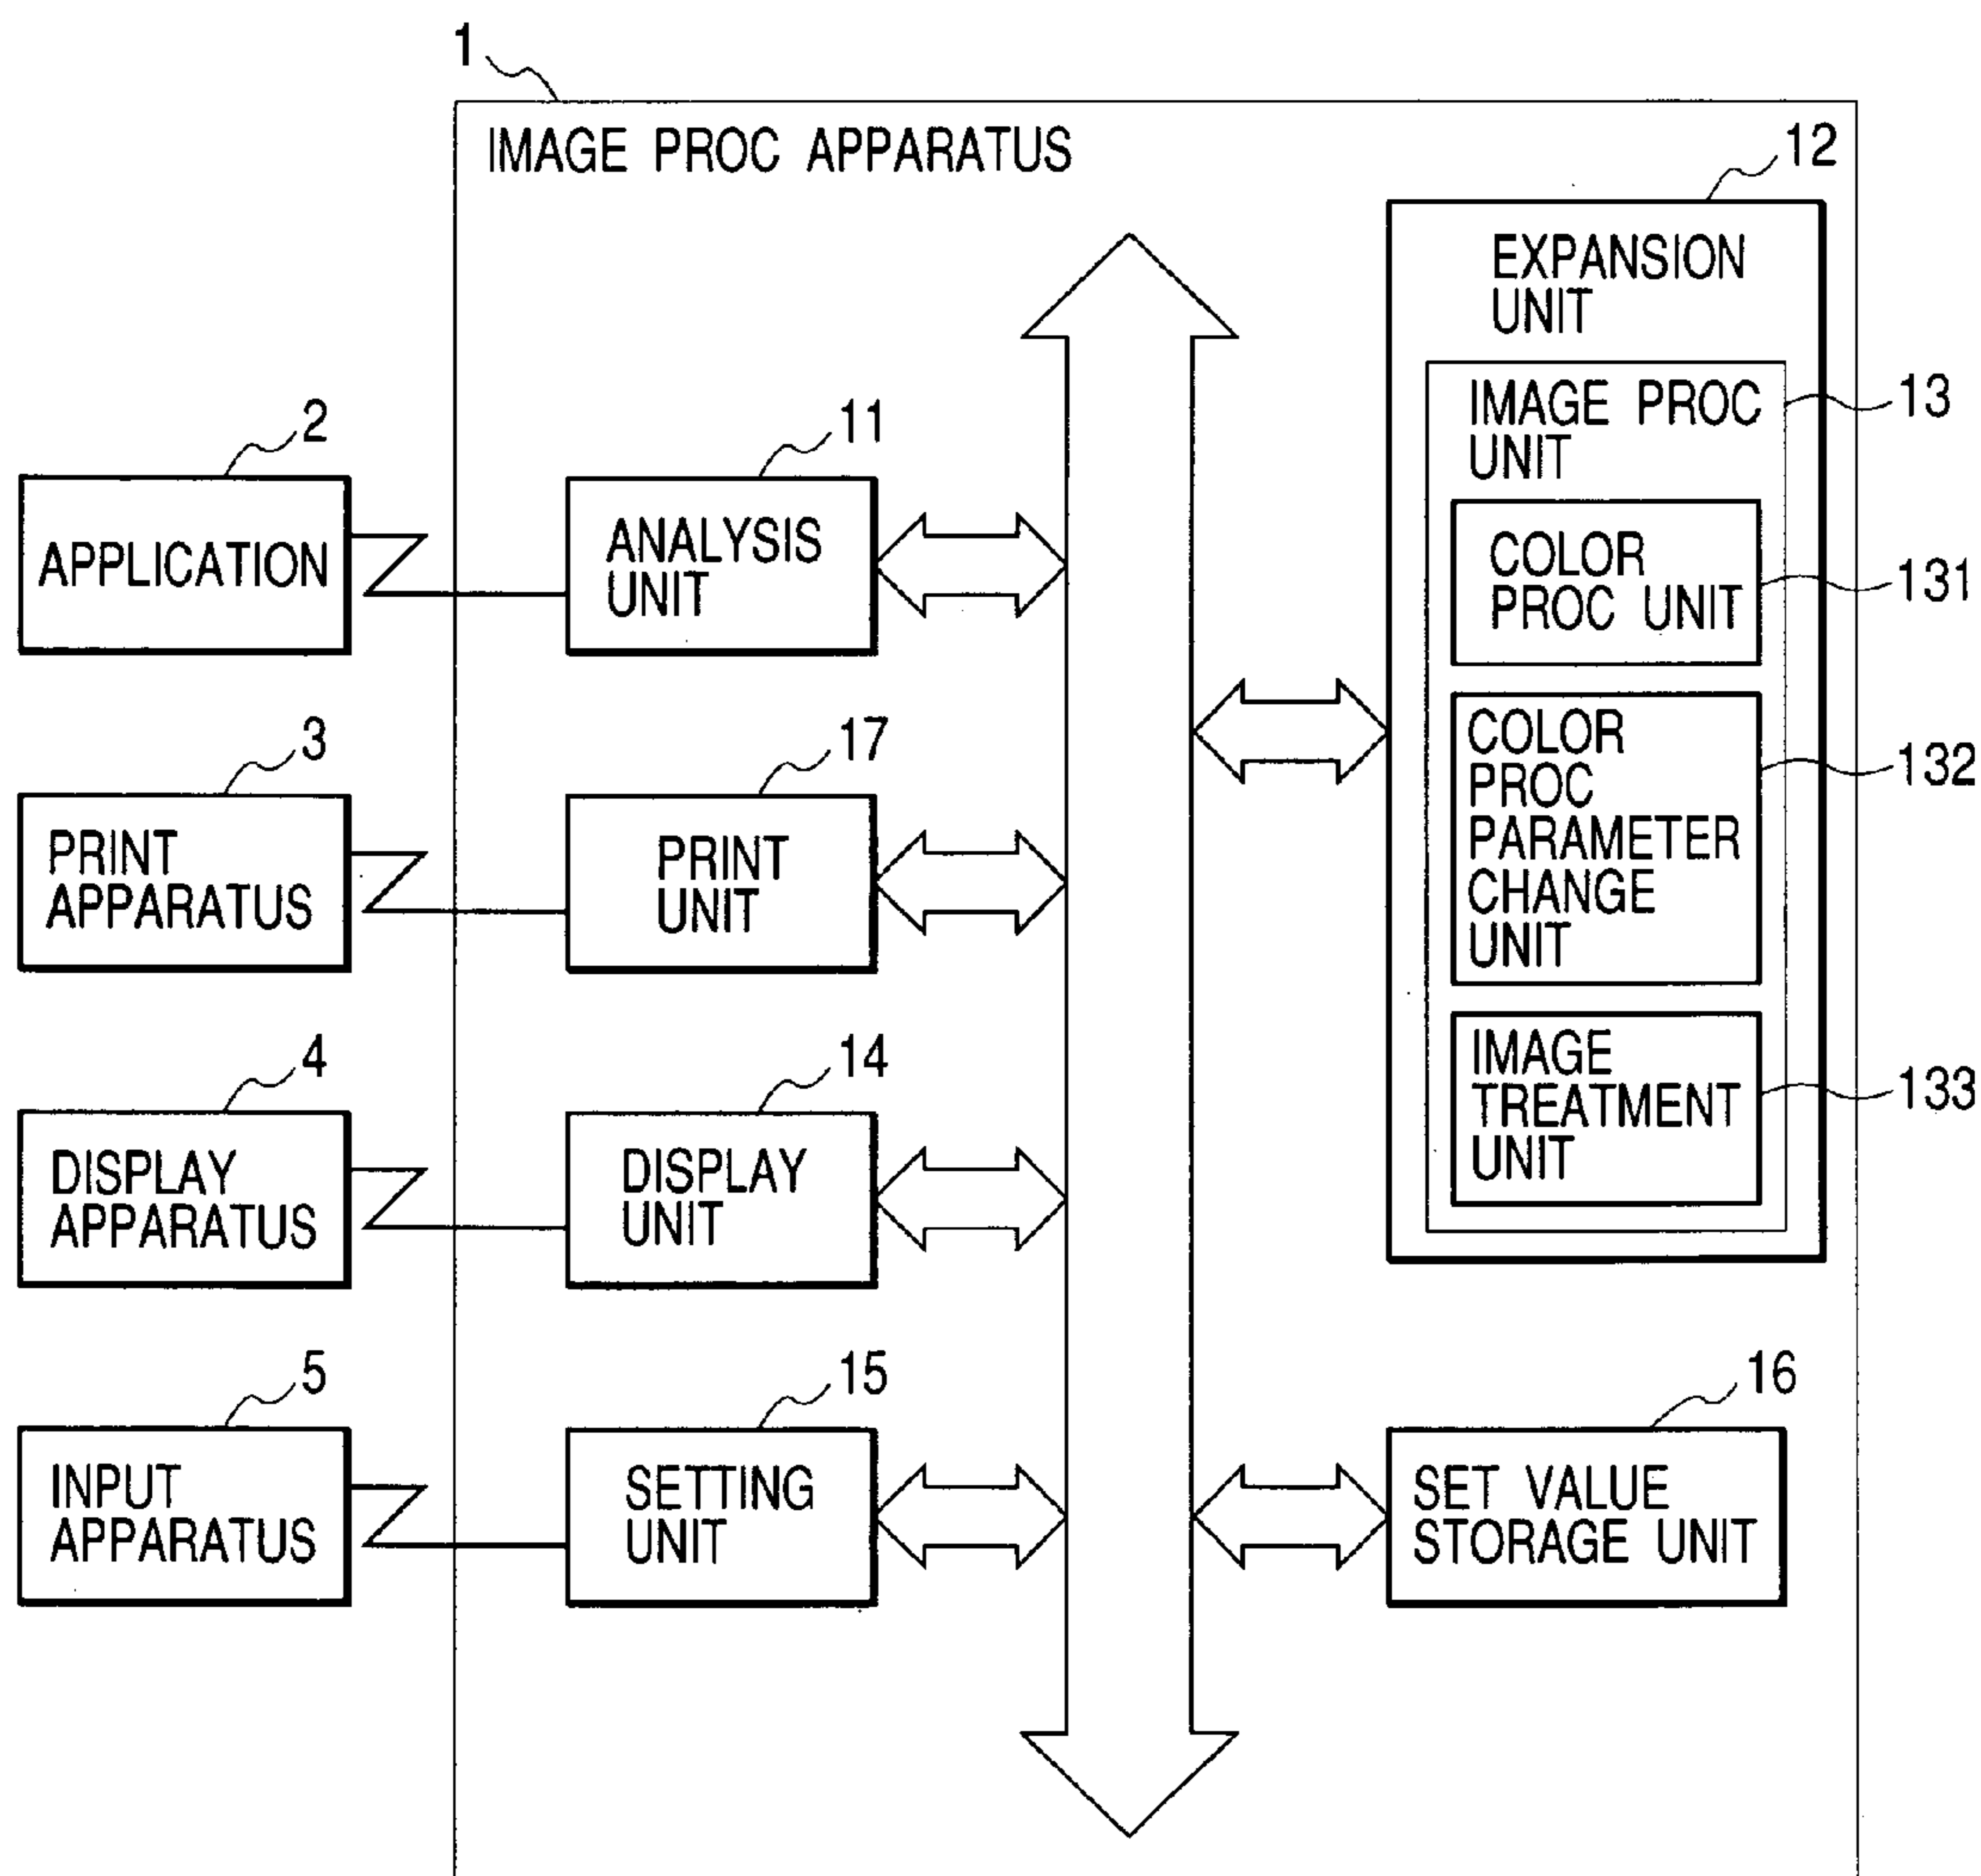 1
IMAGE PROC APPARATUS
12
EXPANSION
UNIT
13
IMAGE PROC
UNIT
2
11
APPLICATION
ANALYSIS
UNIT
COLOR
PROC UNIT
131
3
17
PRINT
APPARATUS
PRINT
UNIT
COLOR
PROC
PARAMETER
CHANGE
UNIT
132
4
14
DISPLAY
APPARATUS
DISPLAY
UNIT
IMAGE
TREATMENT
UNIT
133
5
15
16
INPUT
APPARATUS
SETTING
UNIT
SET VALUE
STORAGE UNIT